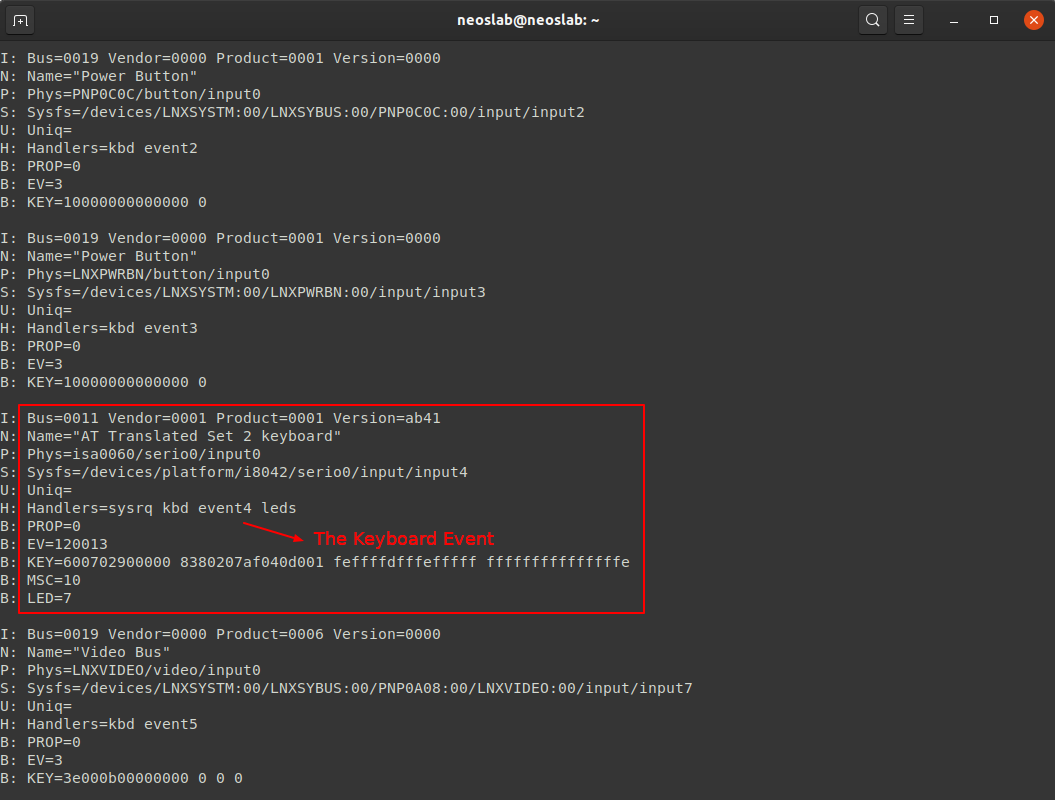 neoslab@neoslab: ~
I: Bus=0019 Vendor=0000 Product=0001 Version=0000
N: Name="Power Button"
P: Phys=PNP0C0C/button/input0
S: Sysfs=/devices/LNXSYSTM:00/LNXSYBUS:00/PNP0C0C:00/input/input2
U: Uniq=
H: Handlers=kbd event2
B: PROP=0
B: EV=3
B: KEY=10000000000000 0
I: Bus=0019 Vendor=0000 Product=0001 Version=0000
N: Name="Power Button"
P: Phys=LNXPWRBN/button/input0
S: Sysfs=/devices/LNXSYSTM:00/LNXPWRBN:00/input/input3
U: Uniq=
H: Handlers=kbd event3
B: PROP=0
B: EV=3
B: KEY=10000000000000 0
I: Bus=0011 Vendor=0001 Product=0001 Version=ab41
N: Name="AT Translated Set 2 keyboard"
P: Phys=isa0060/serio0/input0
S: Sysfs=/devices/platform/i8042/serio0/input/input4
U: Uniq=
H: Handlers=sysrq kbd event4 leds
B: PROP=0
The Keyboard Event
B: EV=120013
B: KEY=600702900000 8380207af040d001 feffffdfffefffff fffffffffffffffe
B: MSC=10
B: LED=7
I: Bus=0019 Vendor=0000 Product=0006 Version=0000
N: Name="Video Bus"
P: Phys=LNXVIDEO/video/input0
S: Sysfs=/devices/LNXSYSTM:00/LNXSYBUS:00/PNP0A08:00/LNXVIDEO:00/input/input7
U: Uniq=
H: Handlers=kbd event5
B: PROP=0
B: EV=3
B: KEY=3e000b00000000 0 0 0